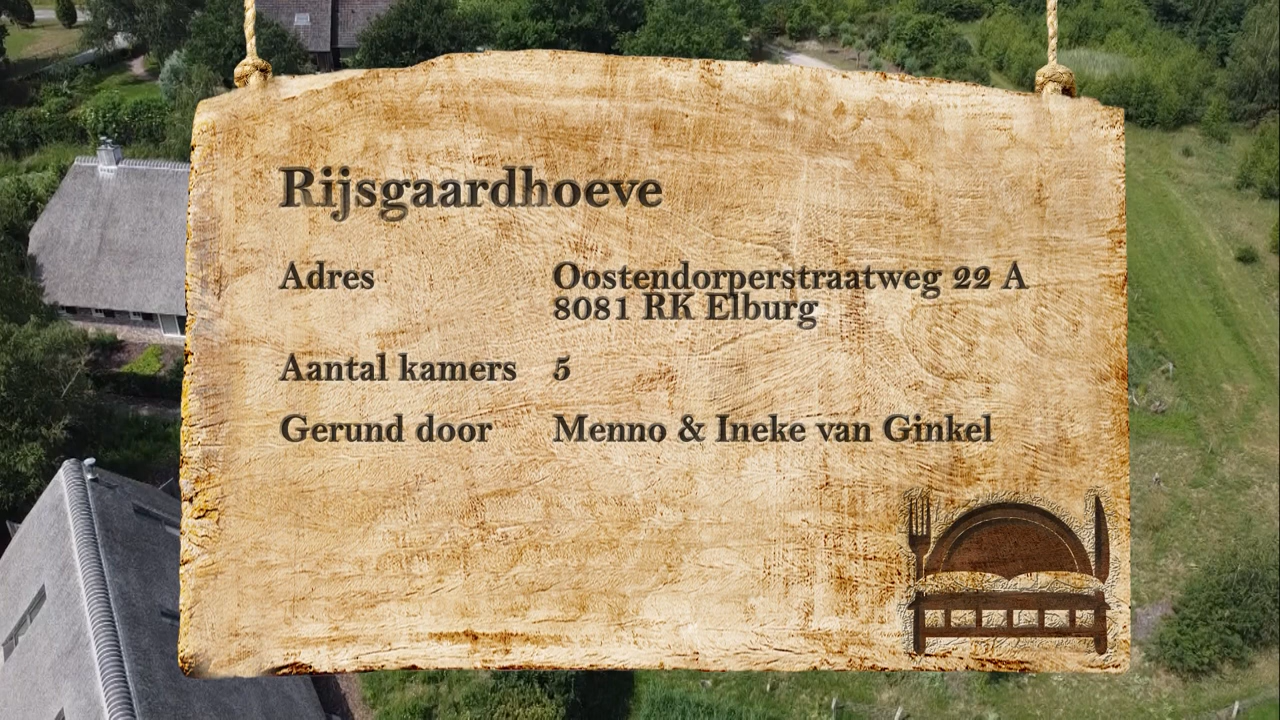 Rijsgaardhoeve
Adres Oostendorperstraatweg 22 A
8081 RK Elburg
Aantal kamers 5
Gerund door Menno & Ineke van Ginkel